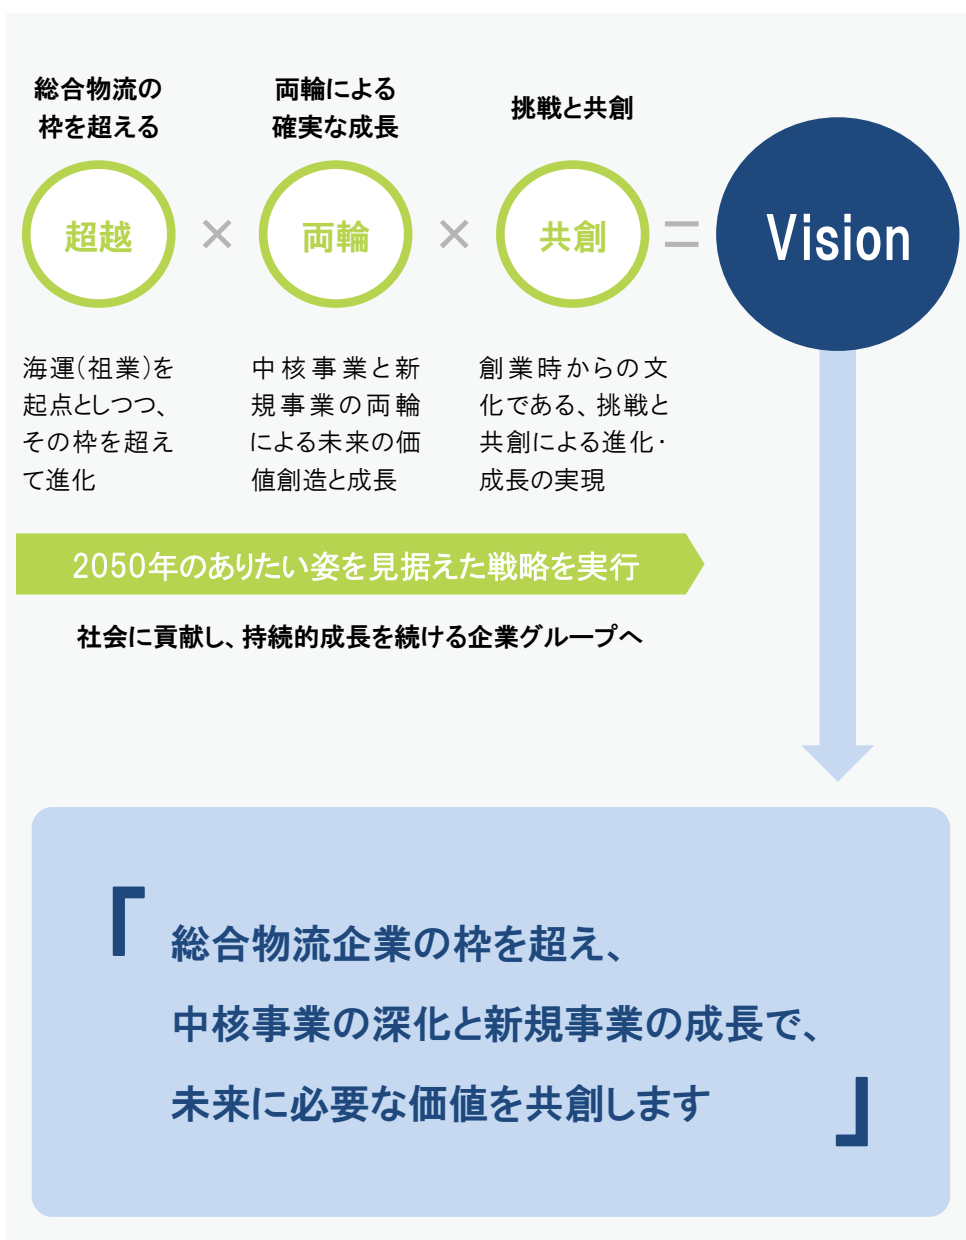 総合物流の
枠を超える
両輪による
確実な成長
挑戦と共創
超越 × 両輪 × 共創 = Vision
海運(祖業)を
起点としつつ、
その枠を超え
て進化
中核事業と新
規事業の両輪
による未来の価
値創造と成長
創業時からの文
化である、挑戦と
共創による進化・
成長の実現
2050年のありたい姿を見据えた戦略を実行
社会に貢献し、持続的成長を続ける企業グループへ
「総合物流企業の枠を超え、
中核事業の深化と新規事業の成長で、
未来に必要な価値を共創します」